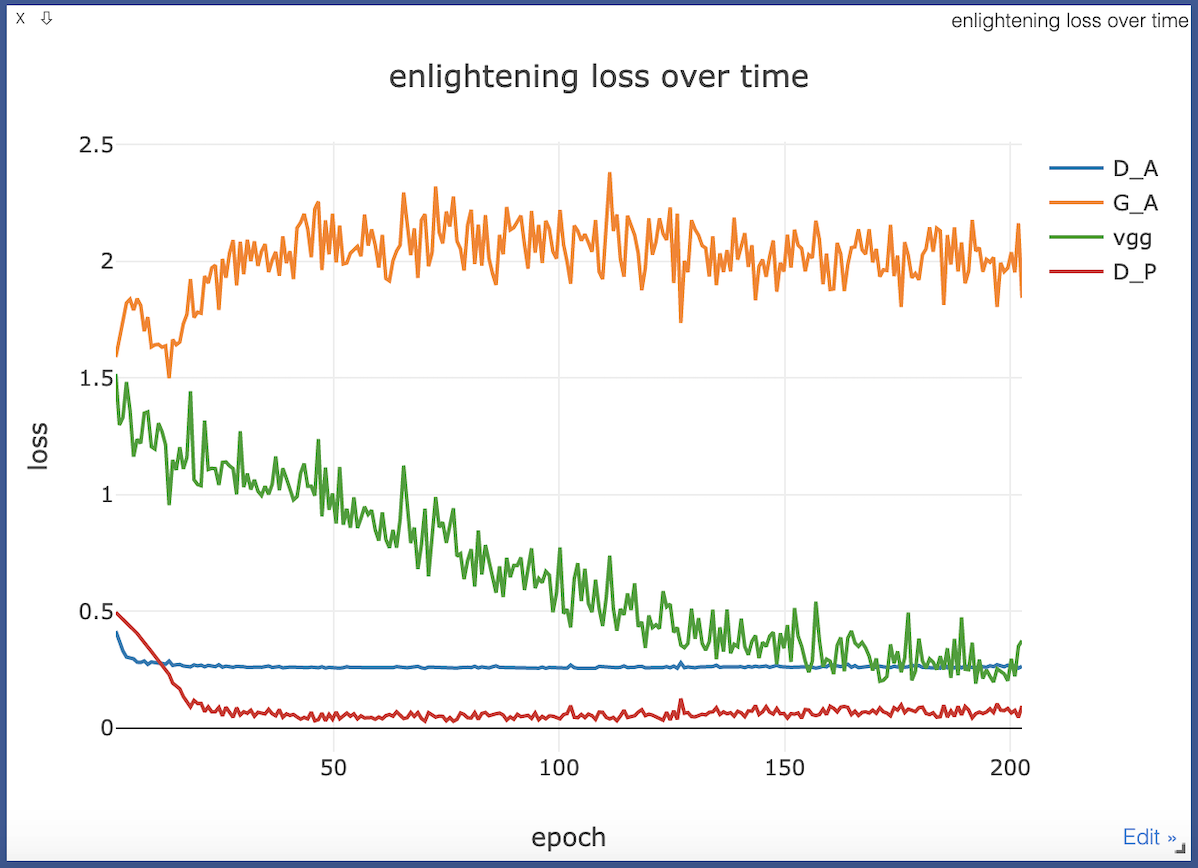 X ⇩
enlightening loss over time
enlightening loss over time
2.5
2
1.5
1
0.5
0
loss
50
100
150
200
epoch
D_A
G_A
vgg
D_P
Edit »